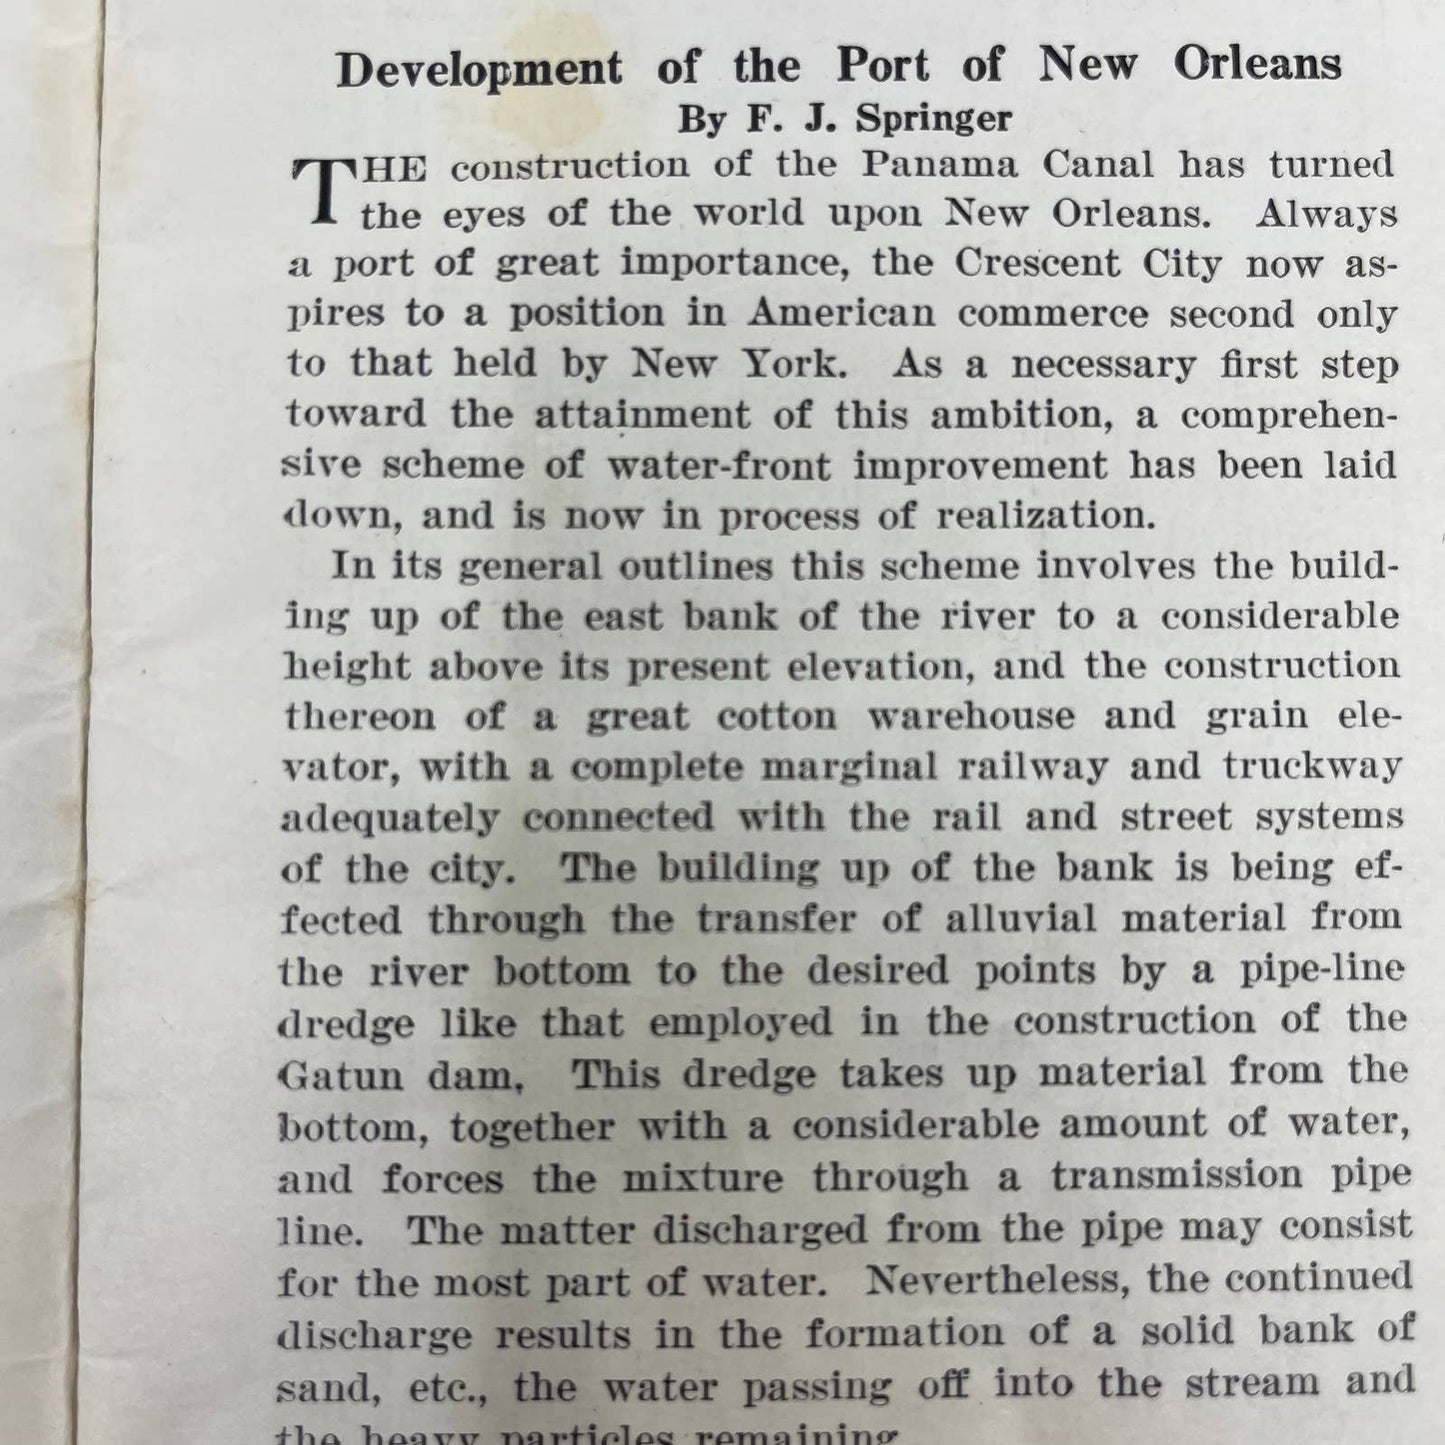 Development of the Port of New Orleans
By F. J. Springer
THE construction of the Panama Canal has turned
the eyes of the world upon New Orleans. Always
a port of great importance, the Crescent City now as-
pires to a position in American commerce second only
to that held by New York. As a necessary first step
toward the attainment of this ambition, a comprehen-
sive scheme of water-front improvement has been laid
down, and is now in process of realization.
In its general outlines this scheme involves the build-
ing up of the east bank of the river to a considerable
height above its present elevation, and the construction
thereon of a great cotton warehouse and grain ele-
vator, with a complete marginal railway and truckway
adequately connected with the rail and street systems
of the city. The building up of the bank is being ef-
fected through the transfer of alluvial material from
the river bottom to the desired points by a pipe-line
dredge like that employed in the construction of the
Gatun dam. This dredge takes up material from the
bottom, together with a considerable amount of water,
and forces the mixture through a transmission pipe
line. The matter discharged from the pipe may consist
for the most part of water. Nevertheless, the continued
discharge results in the formation of a solid bank of
sand, etc., the water passing off into the stream and
the heavy particles remaining